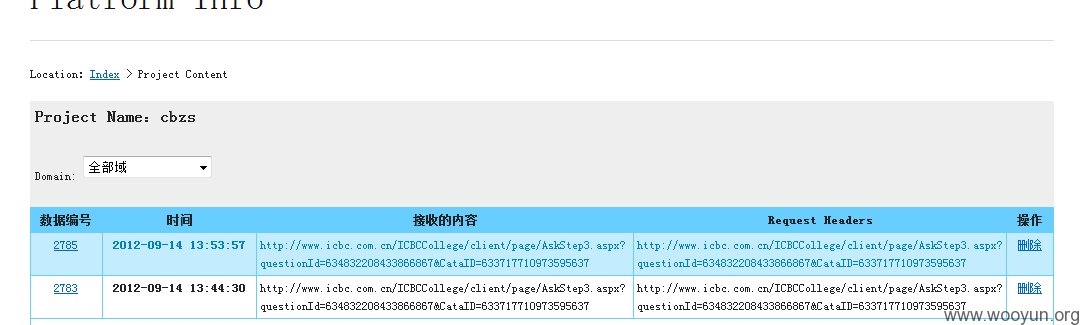 Platform Info
Location: Index > Project Content
Project Name: cbzs
Domain: 全部域
数据编号 时间 接收的内容 Request Headers 操作
2785 2012-09-14 13:53:57 http://www.icbc.com.cn/ICBCCollege/client/page/AskStep3.aspx? http://www.icbc.com.cn/ICBCCollege/client/page/AskStep3.aspx? 删除
questionId=634832208433866867&CataID=633717710973595637 questionId=634832208433866867&CataID=633717710973595637
2783 2012-09-14 13:44:30 http://www.icbc.com.cn/ICBCCollege/client/page/AskStep3.aspx? http://www.icbc.com.cn/ICBCCollege/client/page/AskStep3.aspx? 删除
questionId=634832208433866867&CataID=633717710973595637 questionId=634832208433866867&CataID=633717710973595637
www.wooyun.org